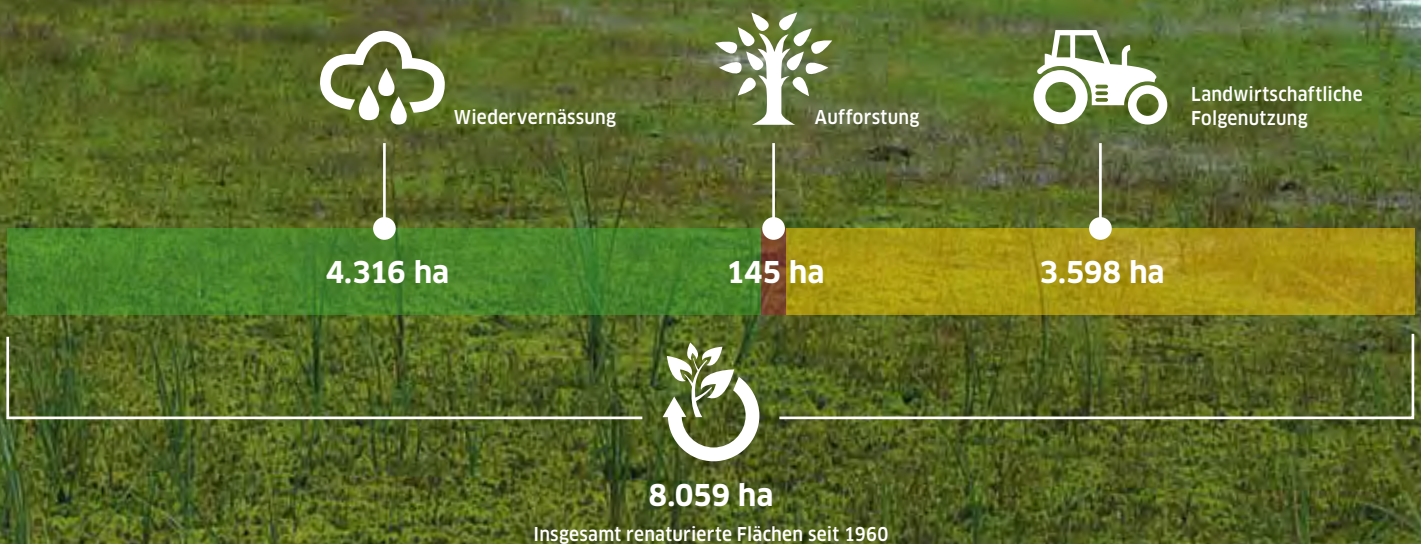 Wiedervernässung
Aufforstung
Landwirtschaftliche
Folgenutzung
4.316 ha
145 ha
3.598 ha
8.059 ha
Insgesamt renaturierte Flächen seit 1960